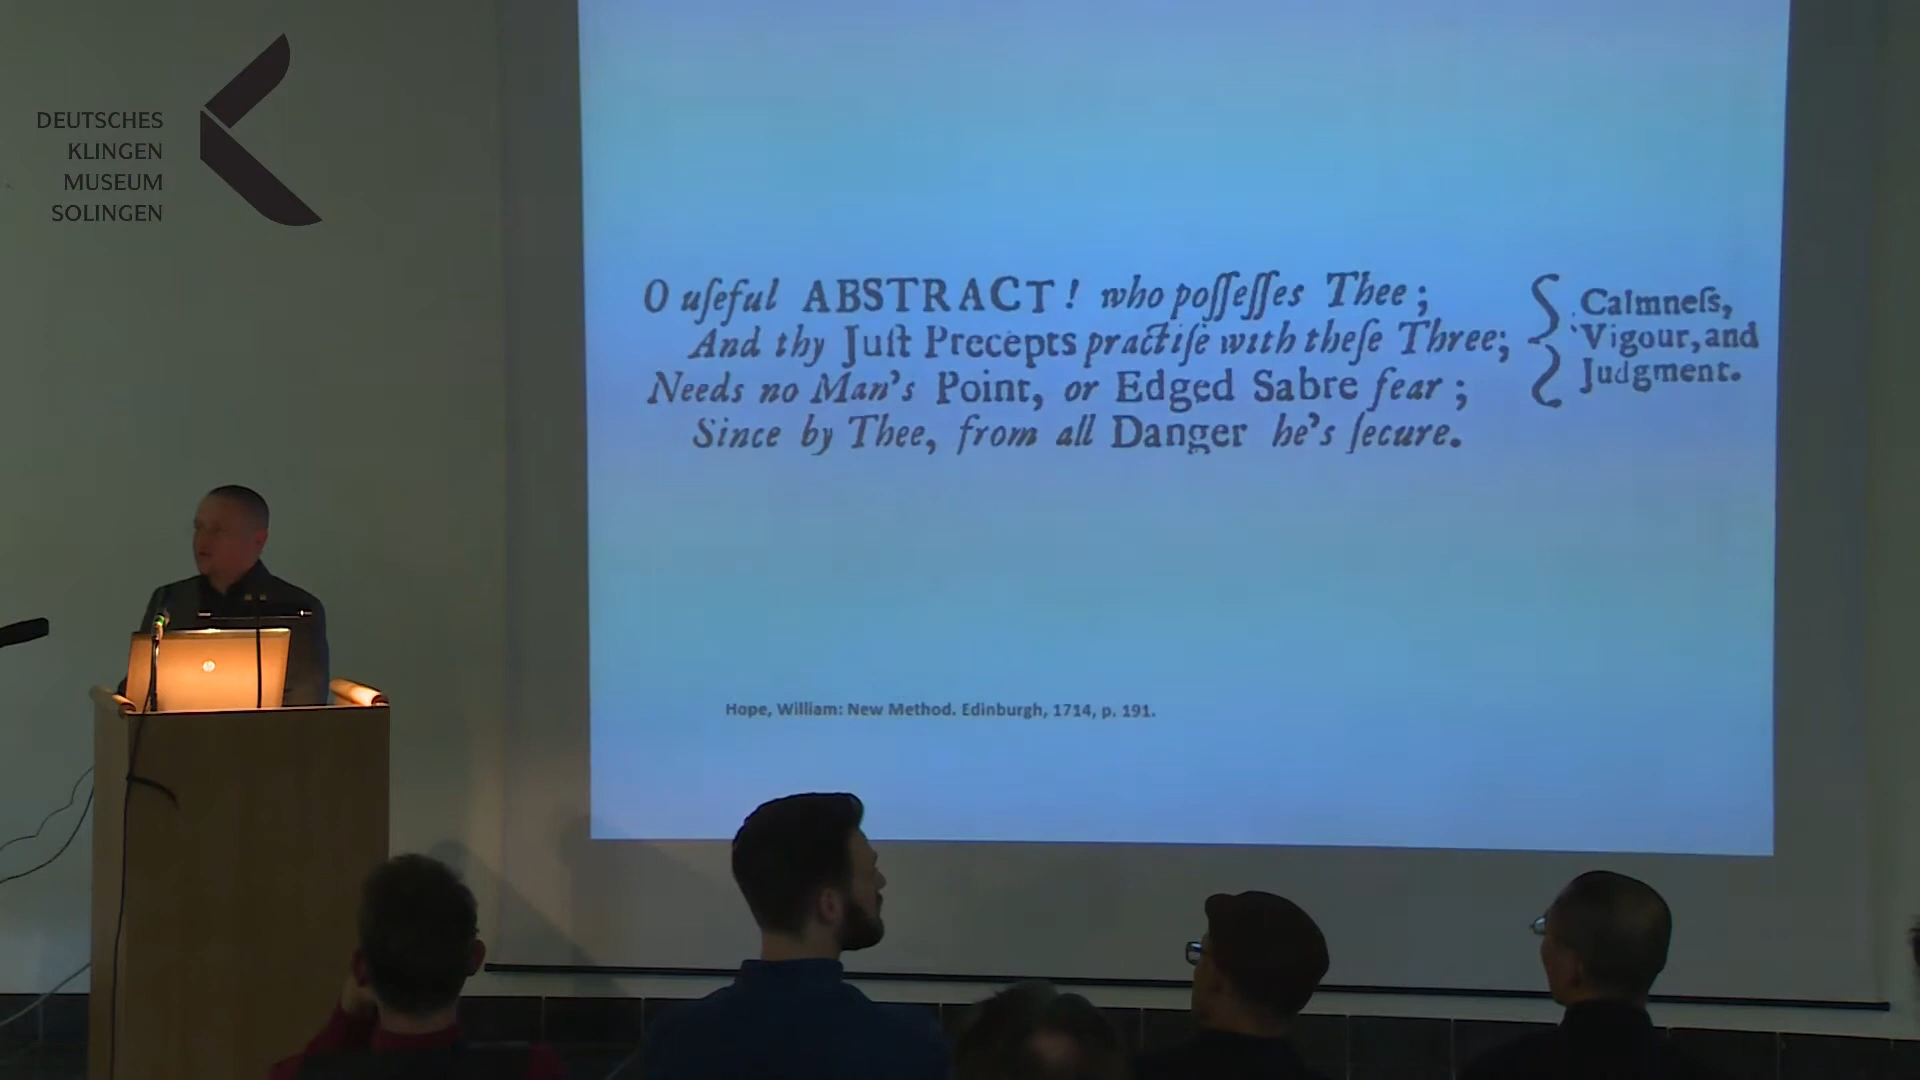 DEUTSCHES
KLINGEN
MUSEUM
SOLINGEN
O uſeful ABSTRACT! who poſſeſſes Thee;
And thy Juſt Precepts practiſe with theſe Three;
Needs no Man's Point, or Edged Sabre fear;
Since by Thee, from all Danger he's ſecure.
Calmneſs,
Vigour, and
Judgment.
Hope, William: New Method. Edinburgh, 1714, p. 191.
hp